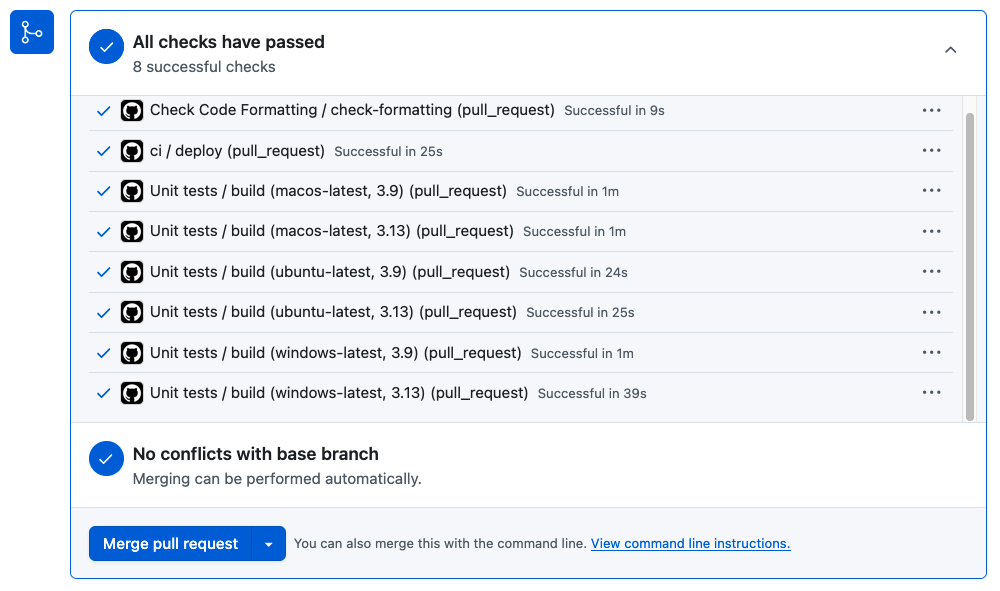 All checks have passed
8 successful checks
Check Code Formatting / check-formatting (pull_request) Successful in 9s
ci / deploy (pull_request) Successful in 25s
Unit tests / build (macos-latest, 3.9) (pull_request) Successful in 1m
Unit tests / build (macos-latest, 3.13) (pull_request) Successful in 1m
Unit tests / build (ubuntu-latest, 3.9) (pull_request) Successful in 24s
Unit tests / build (ubuntu-latest, 3.13) (pull_request) Successful in 25s
Unit tests / build (windows-latest, 3.9) (pull_request) Successful in 1m
Unit tests / build (windows-latest, 3.13) (pull_request) Successful in 39s
No conflicts with base branch
Merging can be performed automatically.
Merge pull request You can also merge this with the command line. View command line instructions.